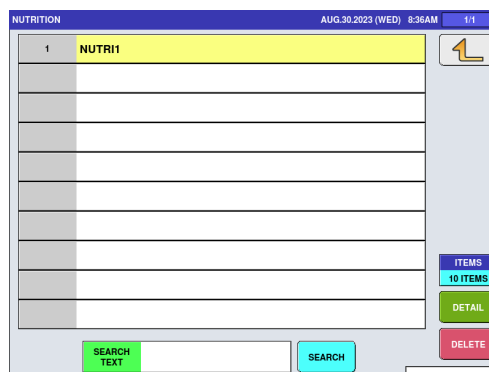 NUTRITION AUG.30.2023 (WED) 8:36AM 1/1
1 NUTRI1
ITEMS
10 ITEMS
DETAIL
DELETE
SEARCH
TEXT
SEARCH